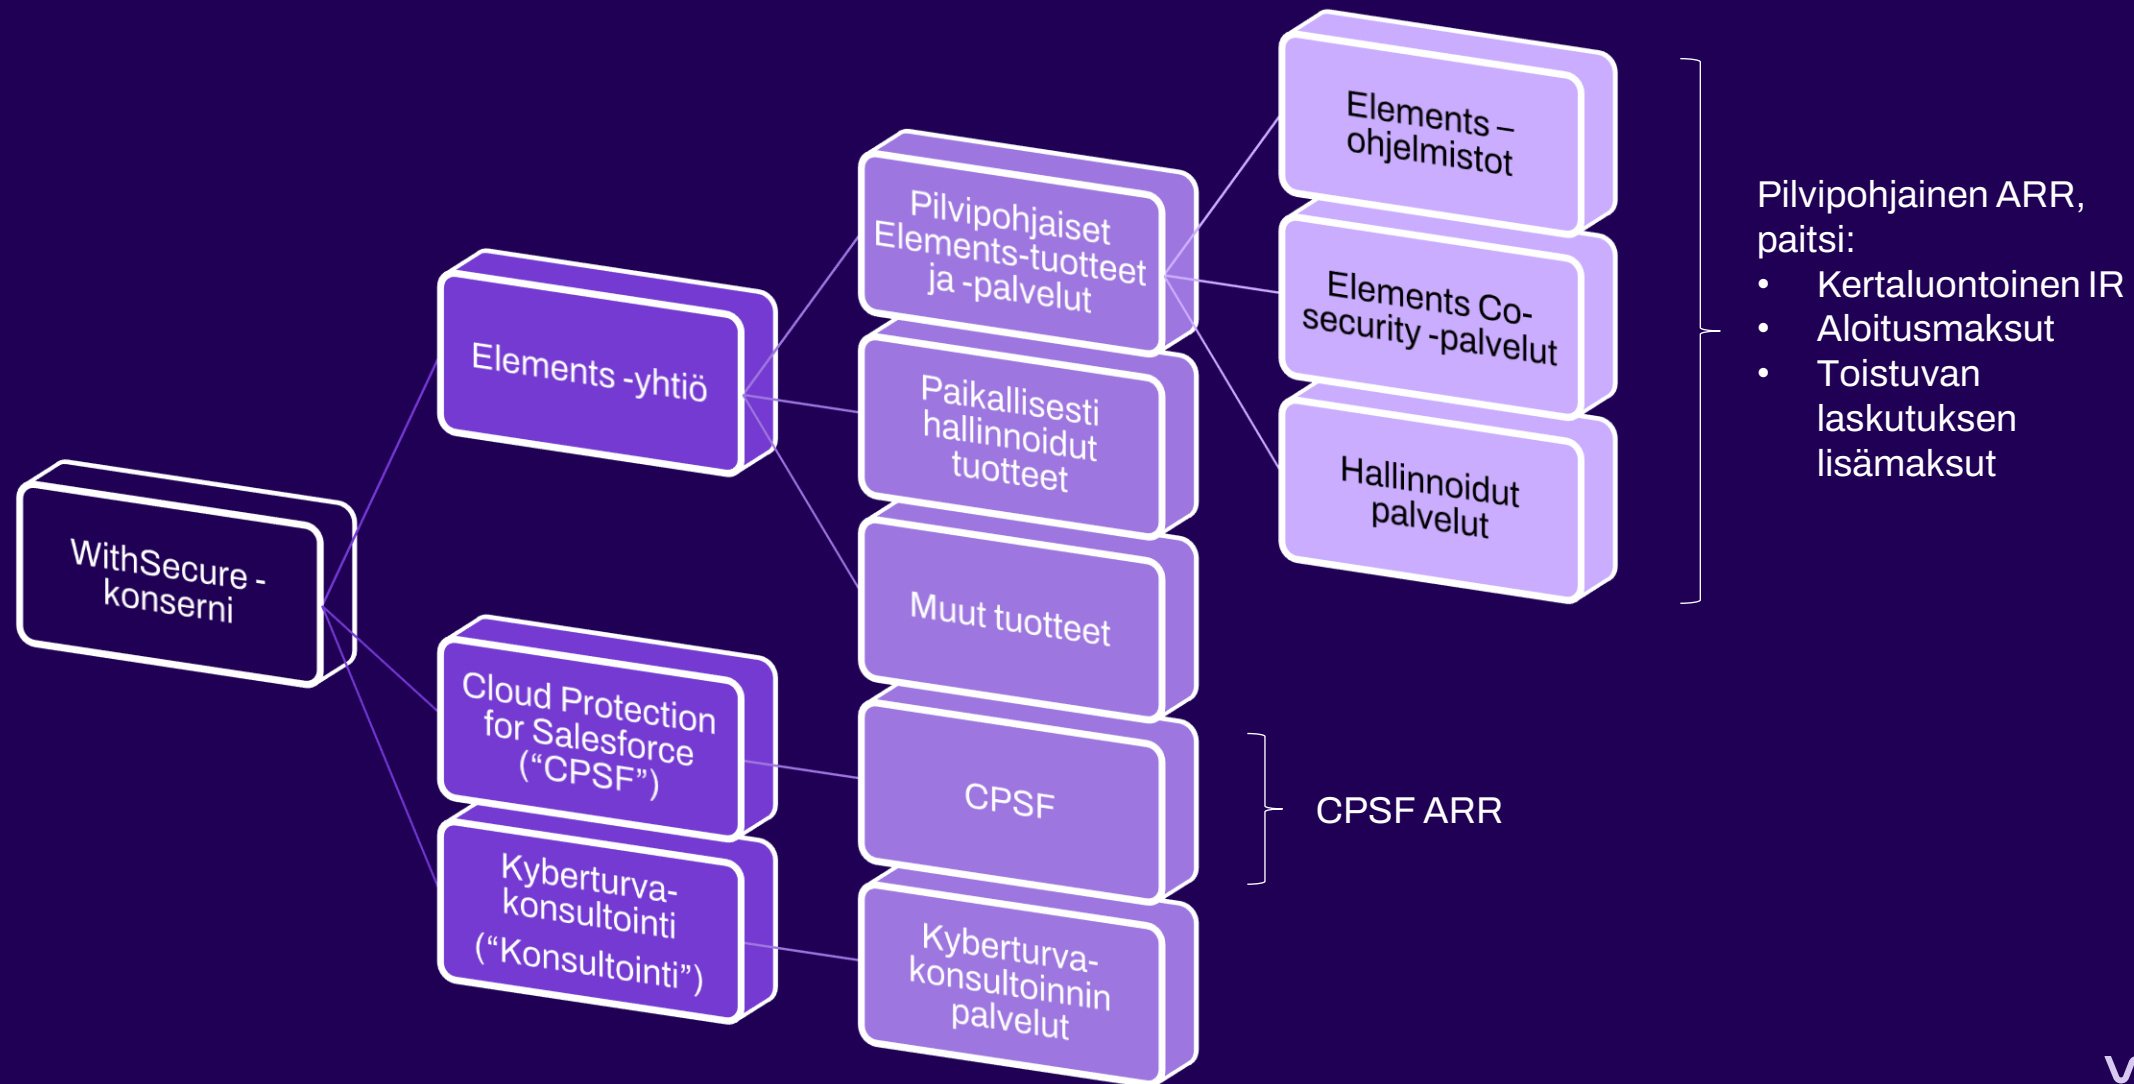 WithSecure -
konserni
Elements -yhtiö
Cloud Protection
for Salesforce
(“CPSF”)
Kyberturva-
konsultointi
(“Konsultointi”)
Pilvipohjaiset
Elements-tuotteet
ja -palvelut
Paikallisesti
hallinnoidut
tuotteet
Muut tuotteet
CPSF
Kyberturva-
konsultoinnin
palvelut
Elements –
ohjelmistot
Elements Co-
security -palvelut
Hallinnoidut
palvelut
Pilvipohjainen ARR,
paitsi:
• Kertaluontoinen IR
• Aloitusmaksut
• Toistuvan
laskutuksen
lisämaksut
CPSF ARR